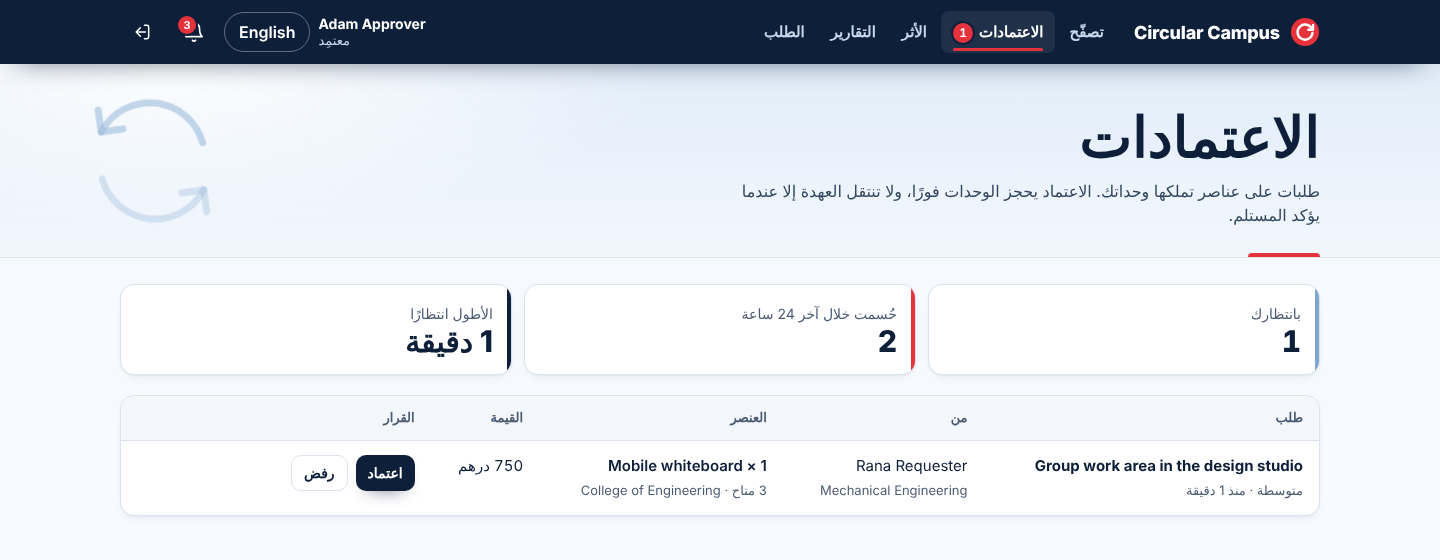 Circular Campus
تصفّح
الاعتمادات 1
الأثر
التقارير
الطلب
Adam Approver
معتمِد
English
3
الاعتمادات
طلبات على عناصر تملكها وحداتك. الاعتماد يحجز الوحدات فورًا، ولا تنتقل العهدة إلا عندما
يؤكد المستلم.
بانتظارك
1
حُسمت خلال آخر 24 ساعة
2
الأطول انتظارًا
1 دقيقة
طلب
من
العنصر
القيمة
القرار
Group work area in the design studio
متوسطة · منذ 1 دقيقة
Rana Requester
Mechanical Engineering
Mobile whiteboard × 1
3 متاح · College of Engineering
750 درهم
اعتماد
رفض